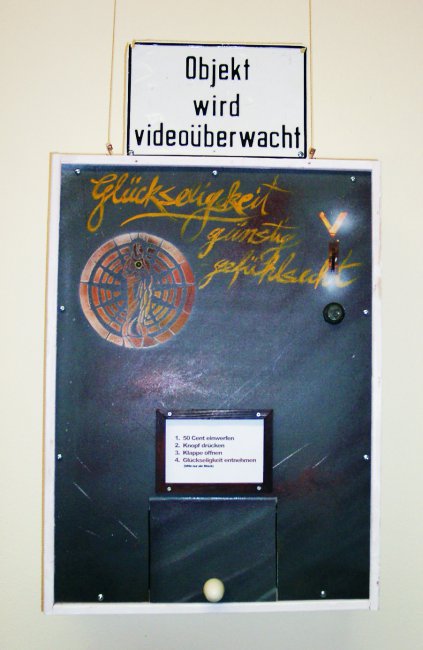 Objekt
wird
videoüberwacht
Glückseligkeit
günstig
gefühlsecht
1. 50 Cent einwerfen
2. Knopf drücken
3. Klappe öffnen
4. Glückseligkeit entnehmen